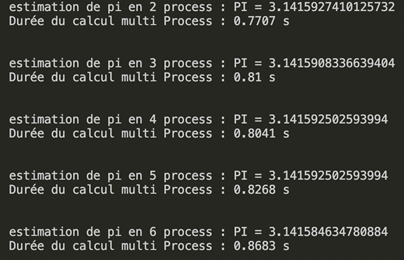 estimation de pi en 2 process : PI = 3.1415927410125732
Durée du calcul multi Process : 0.7707 s
estimation de pi en 3 process : PI = 3.1415908336639404
Durée du calcul multi Process : 0.81 s
estimation de pi en 4 process : PI = 3.141592502593994
Durée du calcul multi Process : 0.8041 s
estimation de pi en 5 process : PI = 3.141592502593994
Durée du calcul multi Process : 0.8268 s
estimation de pi en 6 process : PI = 3.141584634780884
Durée du calcul multi Process : 0.8683 s